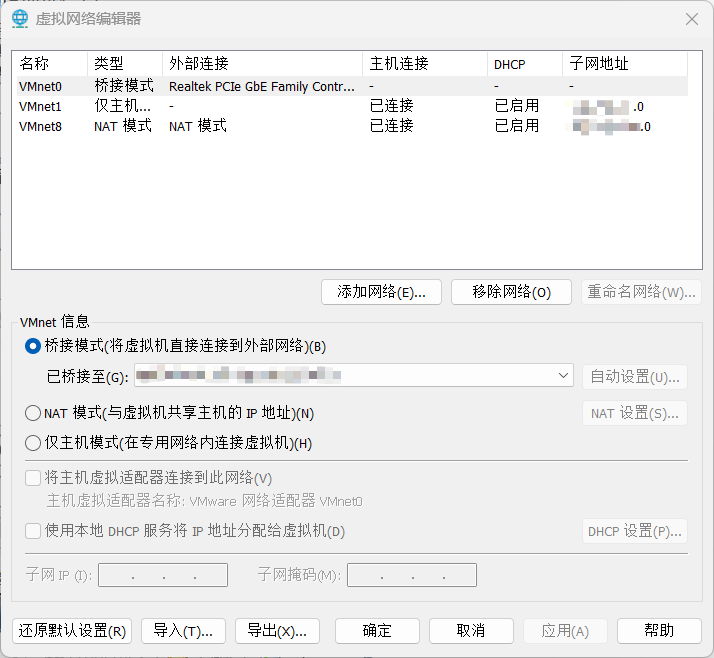 虚拟网络编辑器
名称 类型 外部连接 主机连接 DHCP 子网地址
VMnet0 桥接模式 Realtek PCIe GbE Family Contr... - - -
VMnet1 仅主机... - 已连接 已启用 .0
VMnet8 NAT 模式 NAT 模式 已连接 已启用 .0
添加网络(E)... 移除网络(O) 重命名网络(W)...
VMnet 信息
桥接模式(将虚拟机直接连接到外部网络)(B)
已桥接至(G): 自动设置(U)...
NAT 模式(与虚拟机共享主机的 IP 地址)(N) NAT 设置(S)...
仅主机模式(在专用网络内连接虚拟机)(H)
将主机虚拟适配器连接到此网络(V)
主机虚拟适配器名称: VMware 网络适配器 VMnet0
使用本地 DHCP 服务将 IP 地址分配给虚拟机(D) DHCP 设置(P)...
子网 IP (I): . . . 子网掩码(M): . . .
还原默认设置(R) 导入(T)... 导出(X)... 确定 取消 应用(A) 帮助